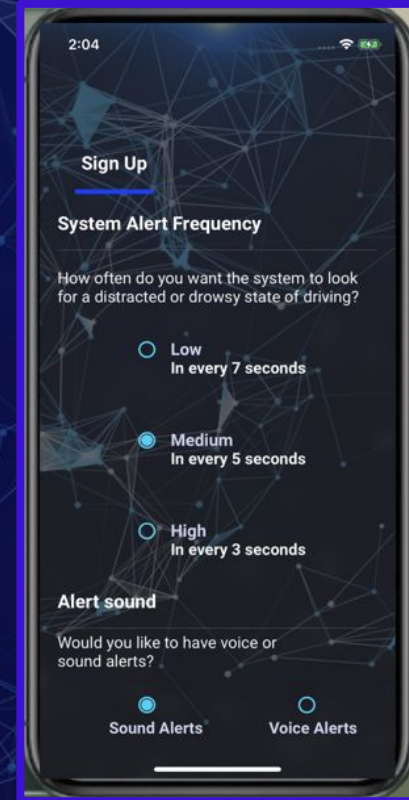 2:04
Sign Up
System Alert Frequency
How often do you want the system to look
for a distracted or drowsy state of driving?
Low
In every 7 seconds
Medium
In every 5 seconds
High
In every 3 seconds
Alert sound
Would you like to have voice or
sound alerts?
Sound Alerts Voice Alerts